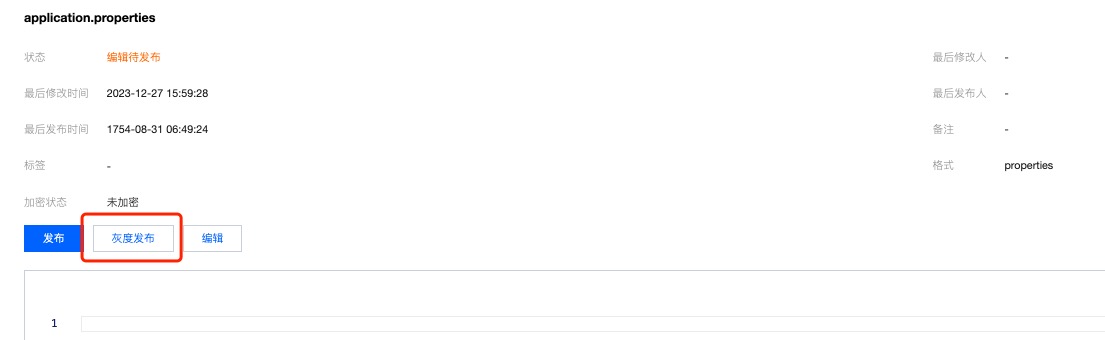 application.properties
状态 编辑待发布 最后修改人 -
最后修改时间 2023-12-27 15:59:28 最后发布人 -
最后发布时间 1754-08-31 06:49:24 备注 -
标签 - 格式 properties
加密状态 未加密
发布 灰度发布 编辑
1